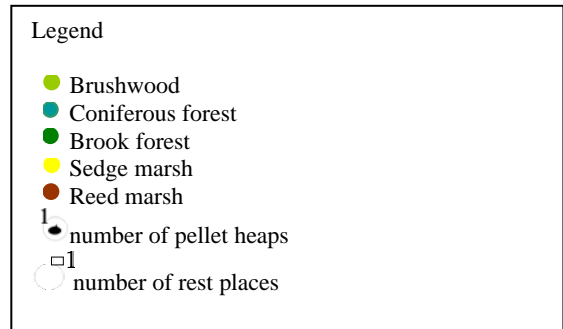 Legend
Brushwood
Coniferous forest
Brook forest
Sedge marsh
Reed marsh
1
number of pellet heaps
1
number of rest places